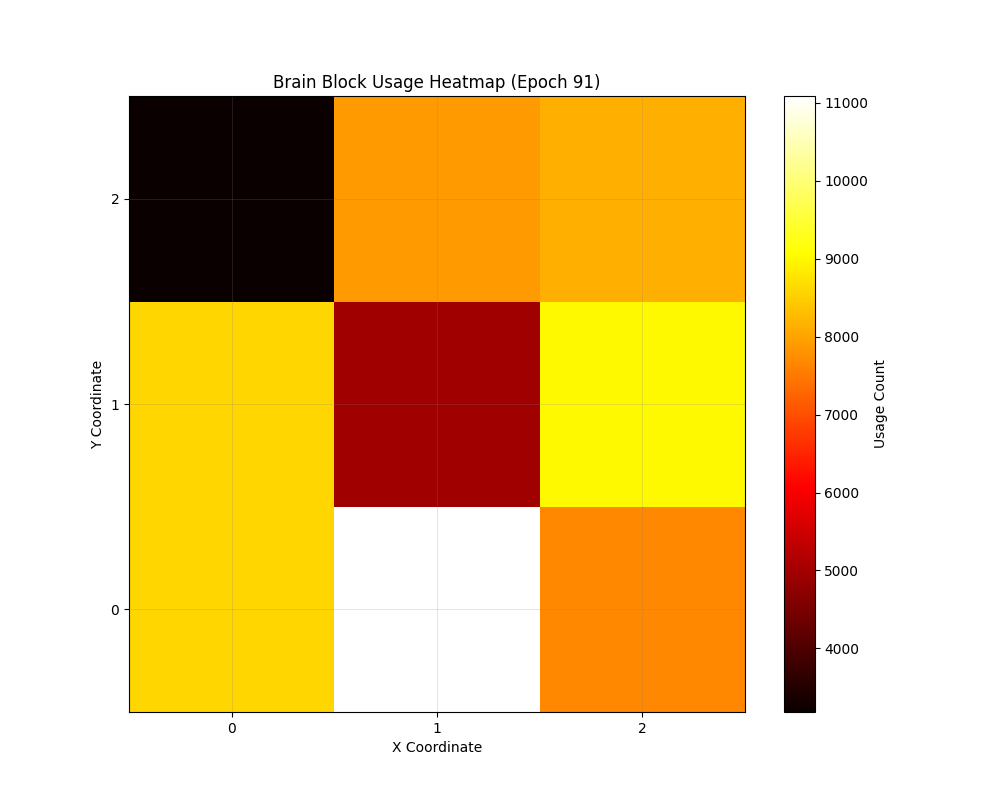 Brain Block Usage Heatmap (Epoch 91)
2
1
0
Y Coordinate
0 1 2
X Coordinate
11000
10000
9000
8000
7000
6000
5000
4000
Usage Count